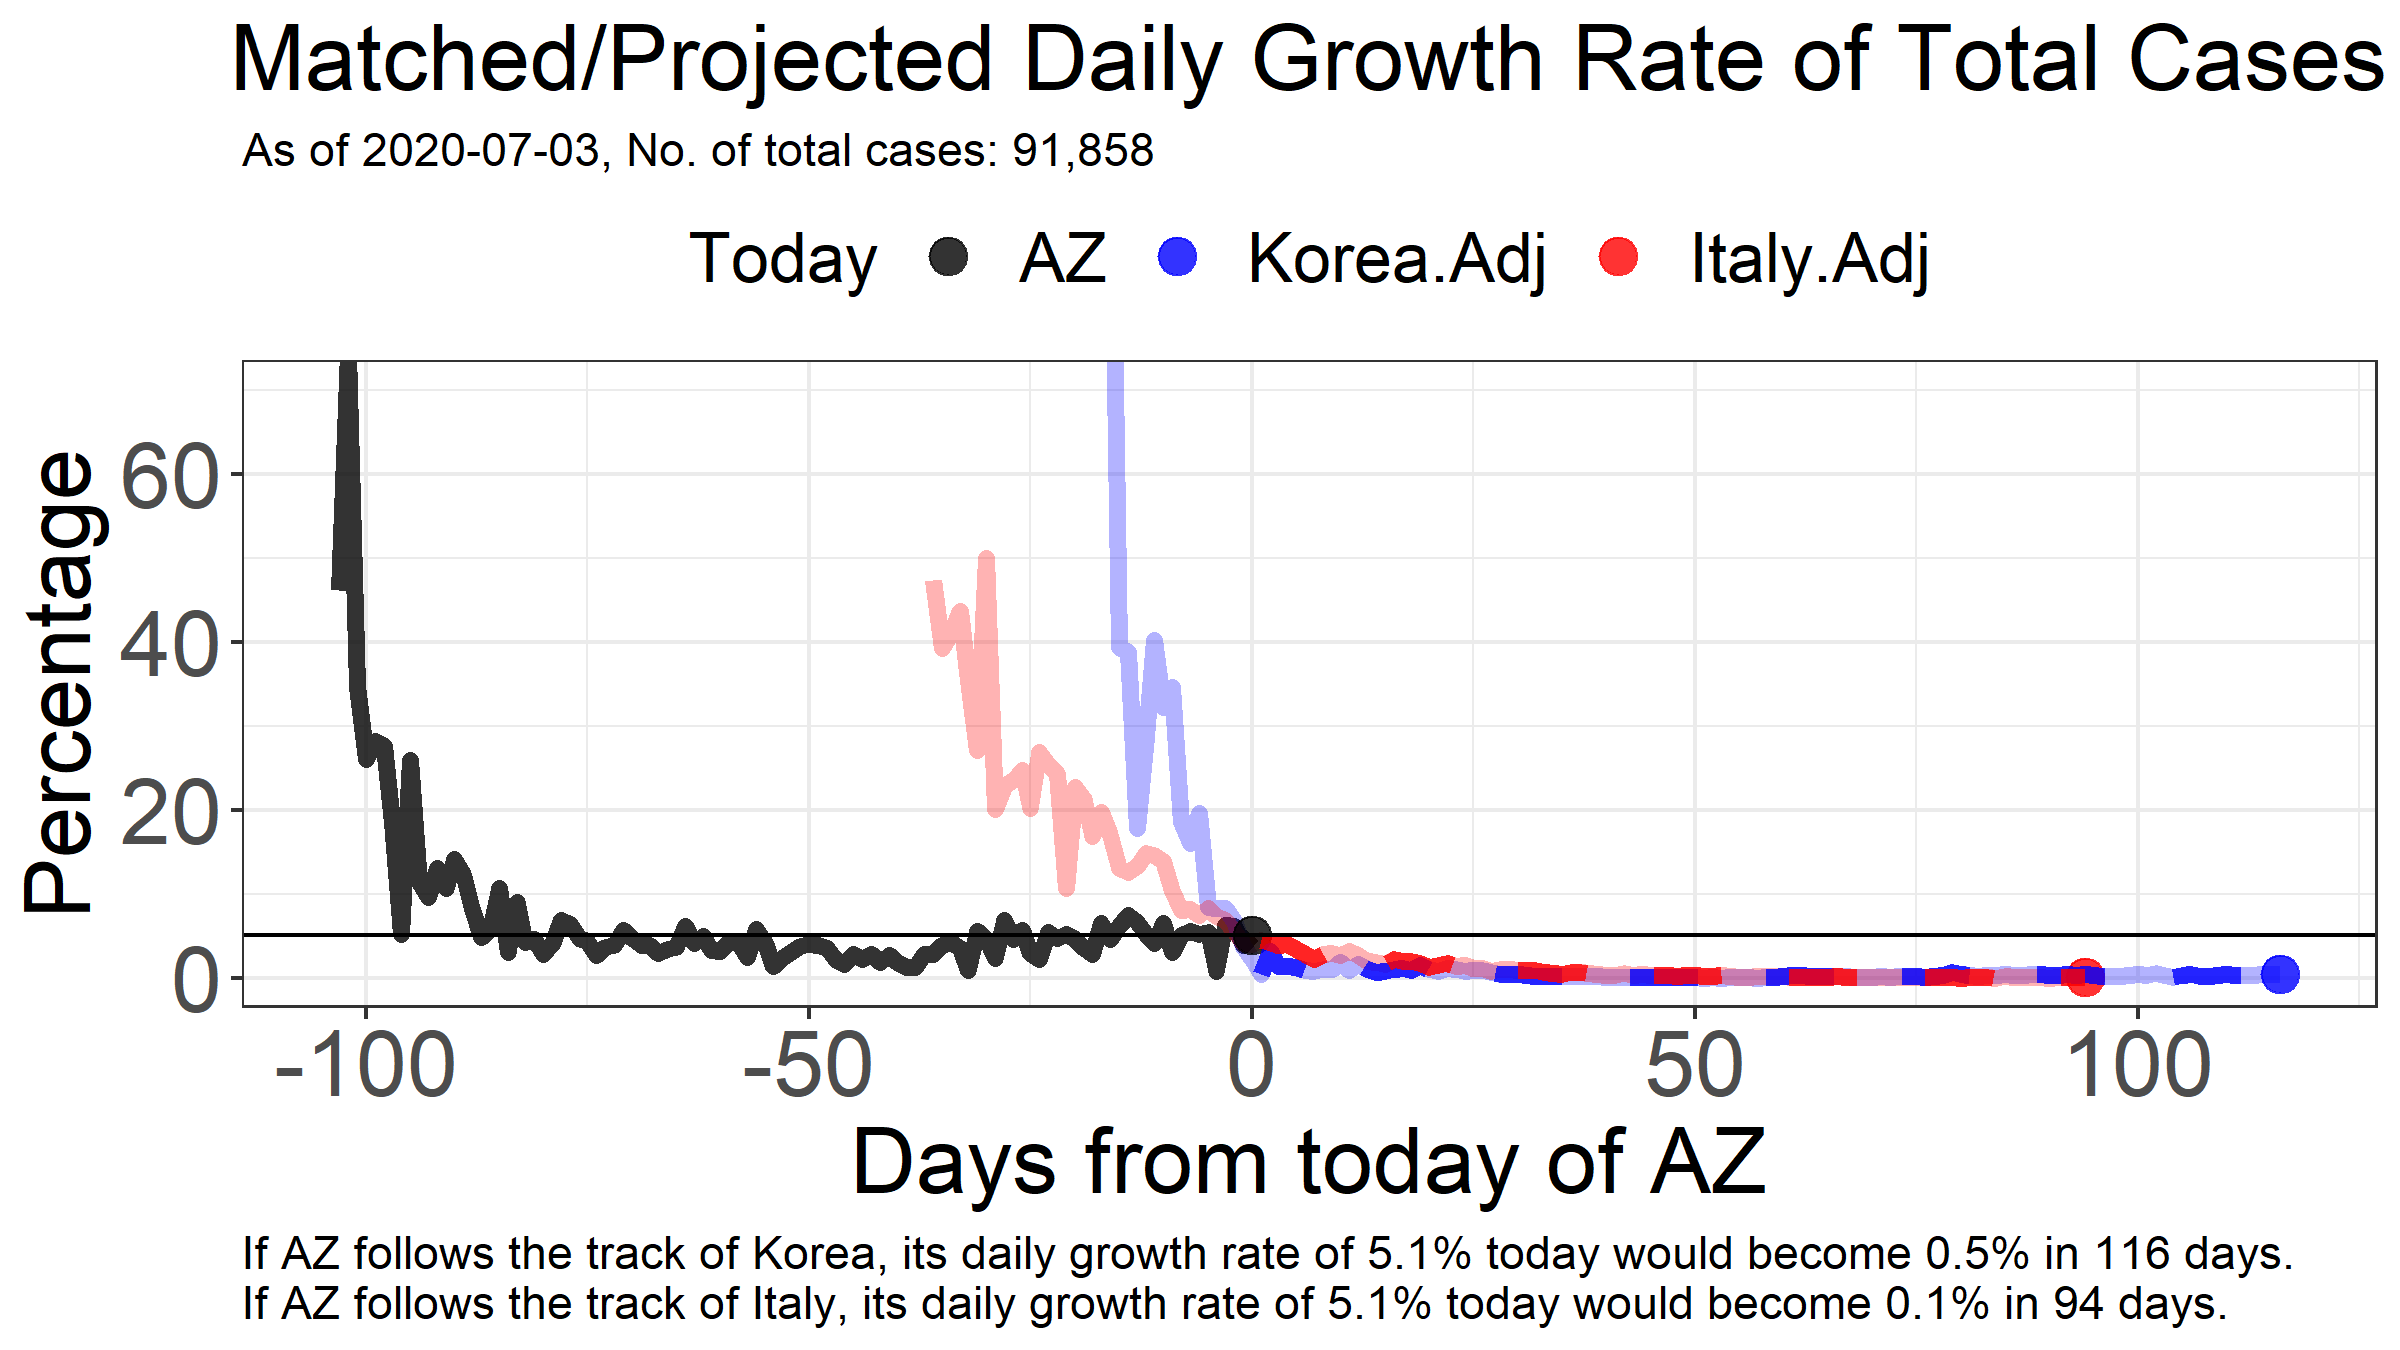 Matched/Projected Daily Growth Rate of Total Cases
As of 2020-07-03, No. of total cases: 91,858
Today AZ Korea.Adj Italy.Adj
Percentage
60
40
20
0
-100 -50 0 50 100
Days from today of AZ
If AZ follows the track of Korea, its daily growth rate of 5.1% today would become 0.5% in 116 days.
If AZ follows the track of Italy, its daily growth rate of 5.1% today would become 0.1% in 94 days.